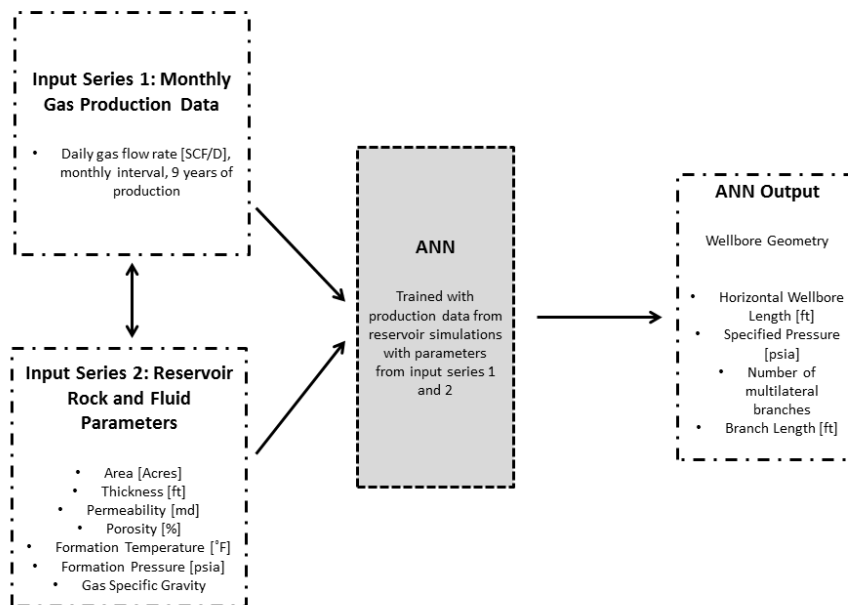 Input Series 1: Monthly
Gas Production Data
• Daily gas flow rate [SCF/D],
monthly interval, 9 years of
production
Input Series 2: Reservoir
Rock and Fluid
Parameters
• Area [Acres]
• Thickness [ft]
• Permeability [md]
• Porosity [%]
• Formation Temperature [˚F]
• Formation Pressure [psia]
• Gas Specific Gravity
ANN
Trained with
production data from
reservoir simulations
with parameters
from input series 1
and 2
ANN Output
Wellbore Geometry
• Horizontal Wellbore
Length [ft]
• Specified Pressure
[psia]
• Number of
multilateral
branches
• Branch Length [ft]